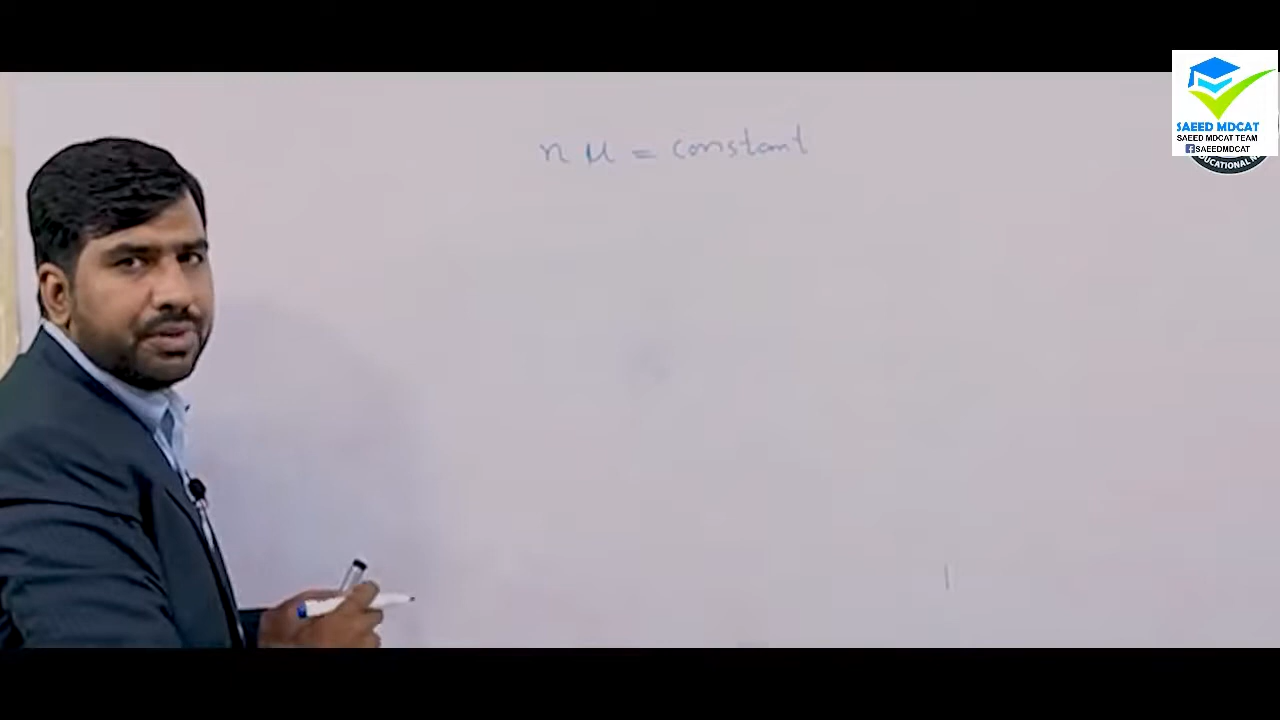 n μ = constant
SAEED MDCAT
SAEED MDCAT TEAM
SAEEDMDCAT